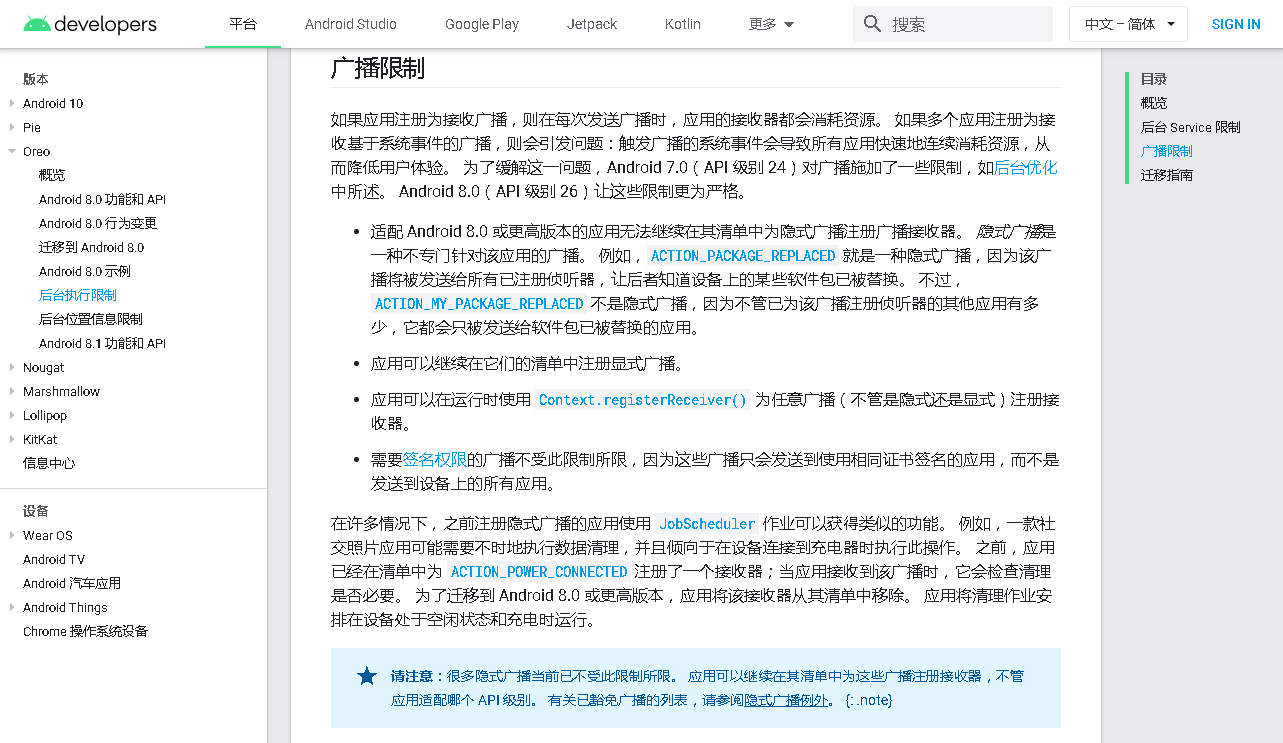 developers
平台
Android Studio
Google Play
Jetpack
Kotlin
更多
搜索
中文 – 简体
SIGN IN
版本
Android 10
Pie
Oreo
概览
Android 8.0 功能和 API
Android 8.0 行为变更
迁移到 Android 8.0
Android 8.0 示例
后台执行限制
后台位置信息限制
Android 8.1 功能和 API
Nougat
Marshmallow
Lollipop
KitKat
信息中心
设备
Wear OS
Android TV
Android 汽车应用
Android Things
Chrome 操作系统设备
广播限制
如果应用注册为接收广播，则在每次发送广播时，应用的接收器都会消耗资源。 如果多个应用注册为接
收基于系统事件的广播，则会引发问题：触发广播的系统事件会导致所有应用快速地连续消耗资源，从
而降低用户体验。 为了缓解这一问题，Android 7.0（API 级别 24）对广播施加了一些限制，如后台优化
中所述。 Android 8.0（API 级别 26）让这些限制更为严格。
• 适配 Android 8.0 或更高版本的应用无法继续在其清单中为隐式广播注册广播接收器。 隐式广播是
一种不专门针对该应用的广播。 例如，ACTION_PACKAGE_REPLACED 就是一种隐式广播，因为该广
播将被发送给所有已注册侦听器，让后者知道设备上的某些软件包已被替换。 不过，
ACTION_MY_PACKAGE_REPLACED 不是隐式广播，因为不管已为该广播注册侦听器的其他应用有多
少，它都会只被发送给软件包已被替换的应用。
• 应用可以继续在它们的清单中注册显式广播。
• 应用可以在运行时使用 Context.registerReceiver() 为任意广播（不管是隐式还是显式）注册接
收器。
• 需要签名权限的广播不受此限制所限，因为这些广播只会发送到使用相同证书签名的应用，而不是
发送到设备上的所有应用。
在许多情况下，之前注册隐式广播的应用使用 JobScheduler 作业可以获得类似的功能。 例如，一款社
交照片应用可能需要不时地执行数据清理，并且倾向于在设备连接到充电器时执行此操作。 之前，应用
已经在清单中为 ACTION_POWER_CONNECTED 注册了一个接收器；当应用接收到该广播时，它会检查清理
是否必要。 为了迁移到 Android 8.0 或更高版本，应用将该接收器从其清单中移除。 应用将清理作业安
排在设备处于空闲状态和充电时运行。
请注意：很多隐式广播当前已不受此限制所限。 应用可以继续在其清单中为这些广播注册接收器，不管
应用适配哪个 API 级别。 有关已豁免广播的列表，请参阅隐式广播例外。 {: .note}
目录
概览
后台 Service 限制
广播限制
迁移指南